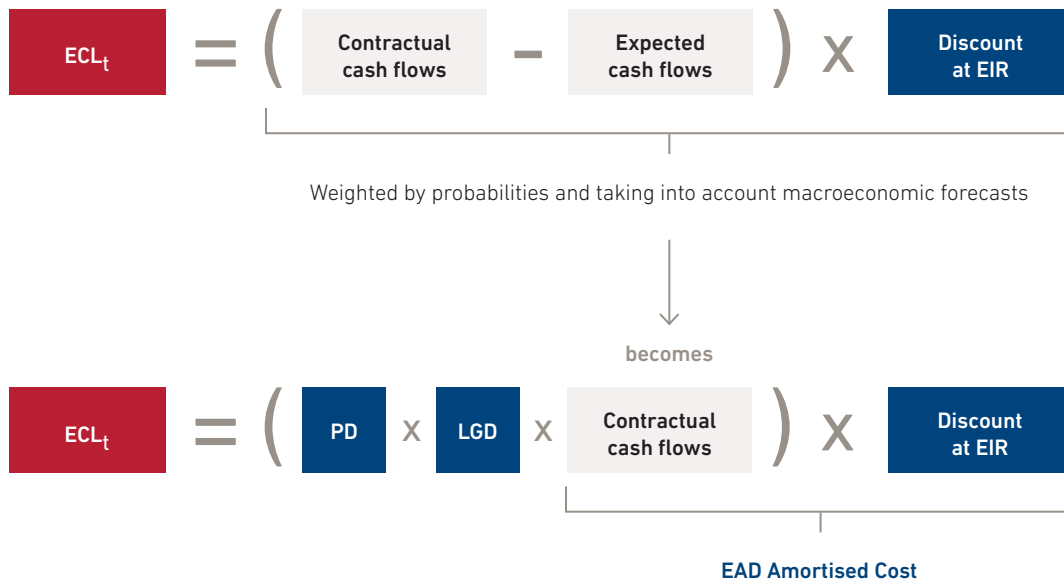 ECLt = ( Contractual cash flows - Expected cash flows ) x Discount at EIR
Weighted by probabilities and taking into account macroeconomic forecasts
becomes
ECLt = ( PD x LGD x Contractual cash flows ) x Discount at EIR
EAD Amortised Cost